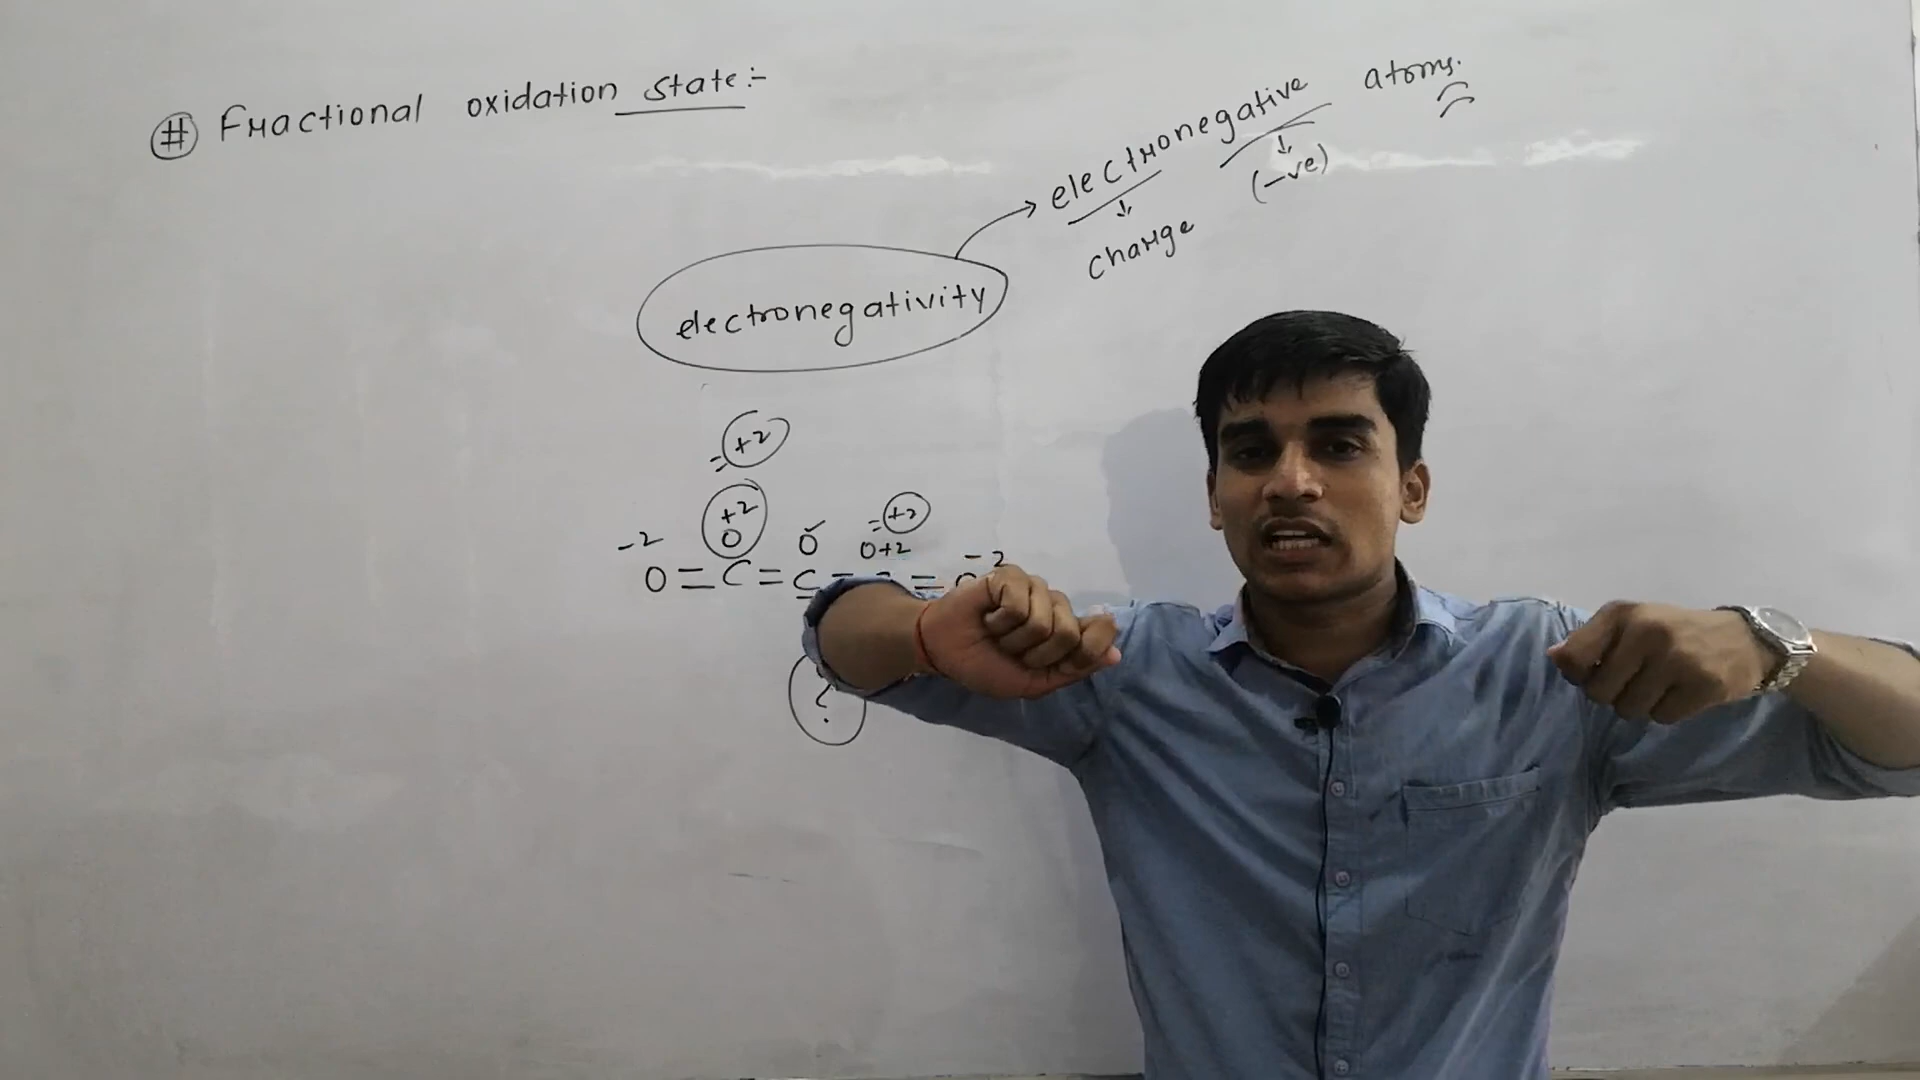 # Fractional oxidation state:-
electronegative atoms.
↓ ↓
charge (-ve)
electronegativity
= +2
-2 +2 0 0 = +2
0+2 -2
O = C = C =
?